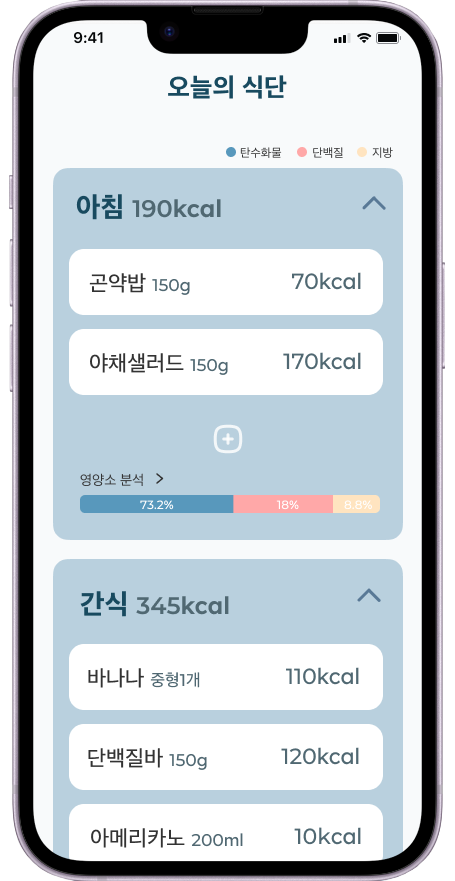 9:41
오늘의 식단
탄수화물 단백질 지방
아침 190kcal
곤약밥 150g 70kcal
야채샐러드 150g 170kcal
영양소 분석 >
73.2% 18% 8.8%
간식 345kcal
바나나 중형1개 110kcal
단백질바 150g 120kcal
아메리카노 200ml 10kcal